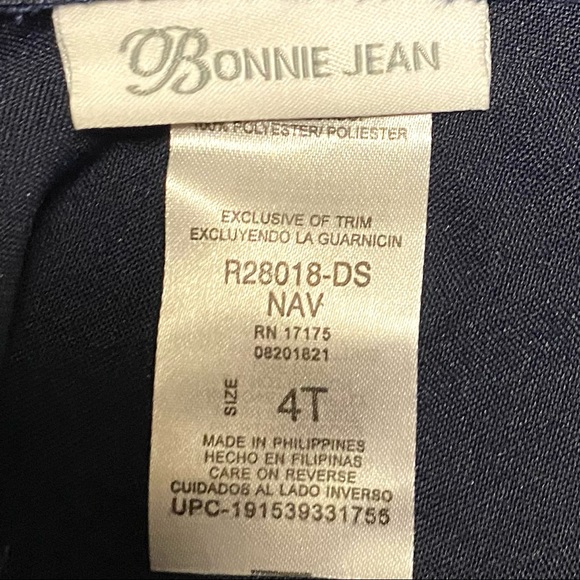 BONNIE JEAN
100% POLYESTER/POLIESTER
EXCLUSIVE OF TRIM
EXCLUYENDO LA GUARNICIN
R28018-DS
NAV
RN 17175
08201821
SIZE 4T
MADE IN PHILIPPINES
HECHO EN FILIPINAS
CARE ON REVERSE
CUIDADOS AL LADO INVERSO
UPC-191539331755